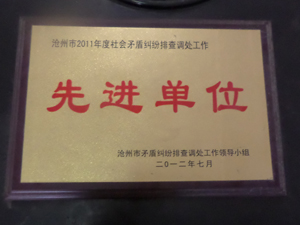 沧州市2011年度社会矛盾纠纷排查调处工作
先进单位
沧州市矛盾纠纷排查调处工作领导小组
二〇一二年七月